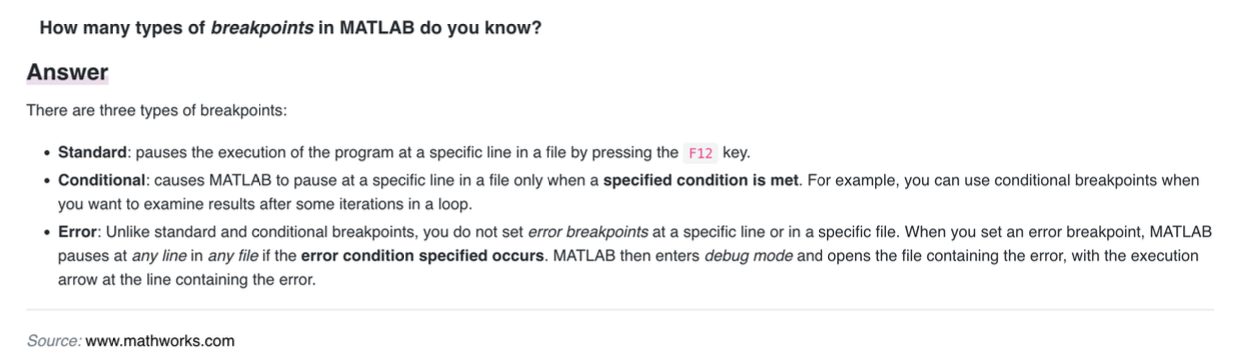 How many types of breakpoints in MATLAB do you know?
Answer
There are three types of breakpoints:
• Standard: pauses the execution of the program at a specific line in a file by pressing the F12 key.
• Conditional: causes MATLAB to pause at a specific line in a file only when a specified condition is met. For example, you can use conditional breakpoints when
you want to examine results after some iterations in a loop.
• Error: Unlike standard and conditional breakpoints, you do not set error breakpoints at a specific line or in a specific file. When you set an error breakpoint, MATLAB
pauses at any line in any file if the error condition specified occurs. MATLAB then enters debug mode and opens the file containing the error, with the execution
arrow at the line containing the error.
Source: www.mathworks.com